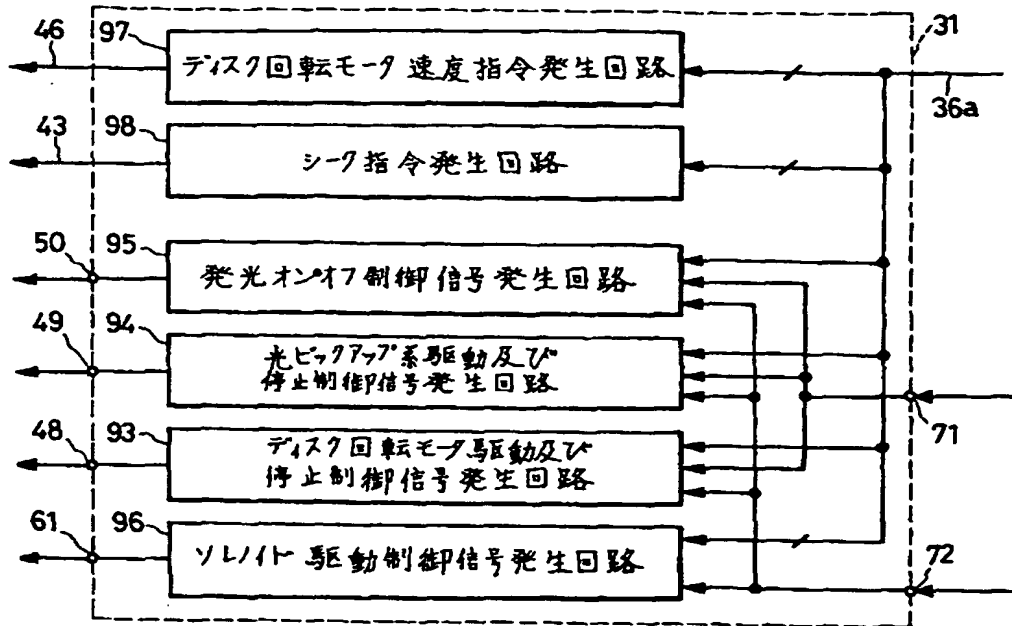 46
97
ディスク回転モータ速度指令発生回路
31
36a
43
98
シーク指令発生回路
50
95
発光オンオフ制御信号発生回路
49
94
光ピックアップ系駆動及び
停止制御信号発生回路
71
48
93
ディスク回転モータ駆動及び
停止制御信号発生回路
61
96
ソレノイド駆動制御信号発生回路
72